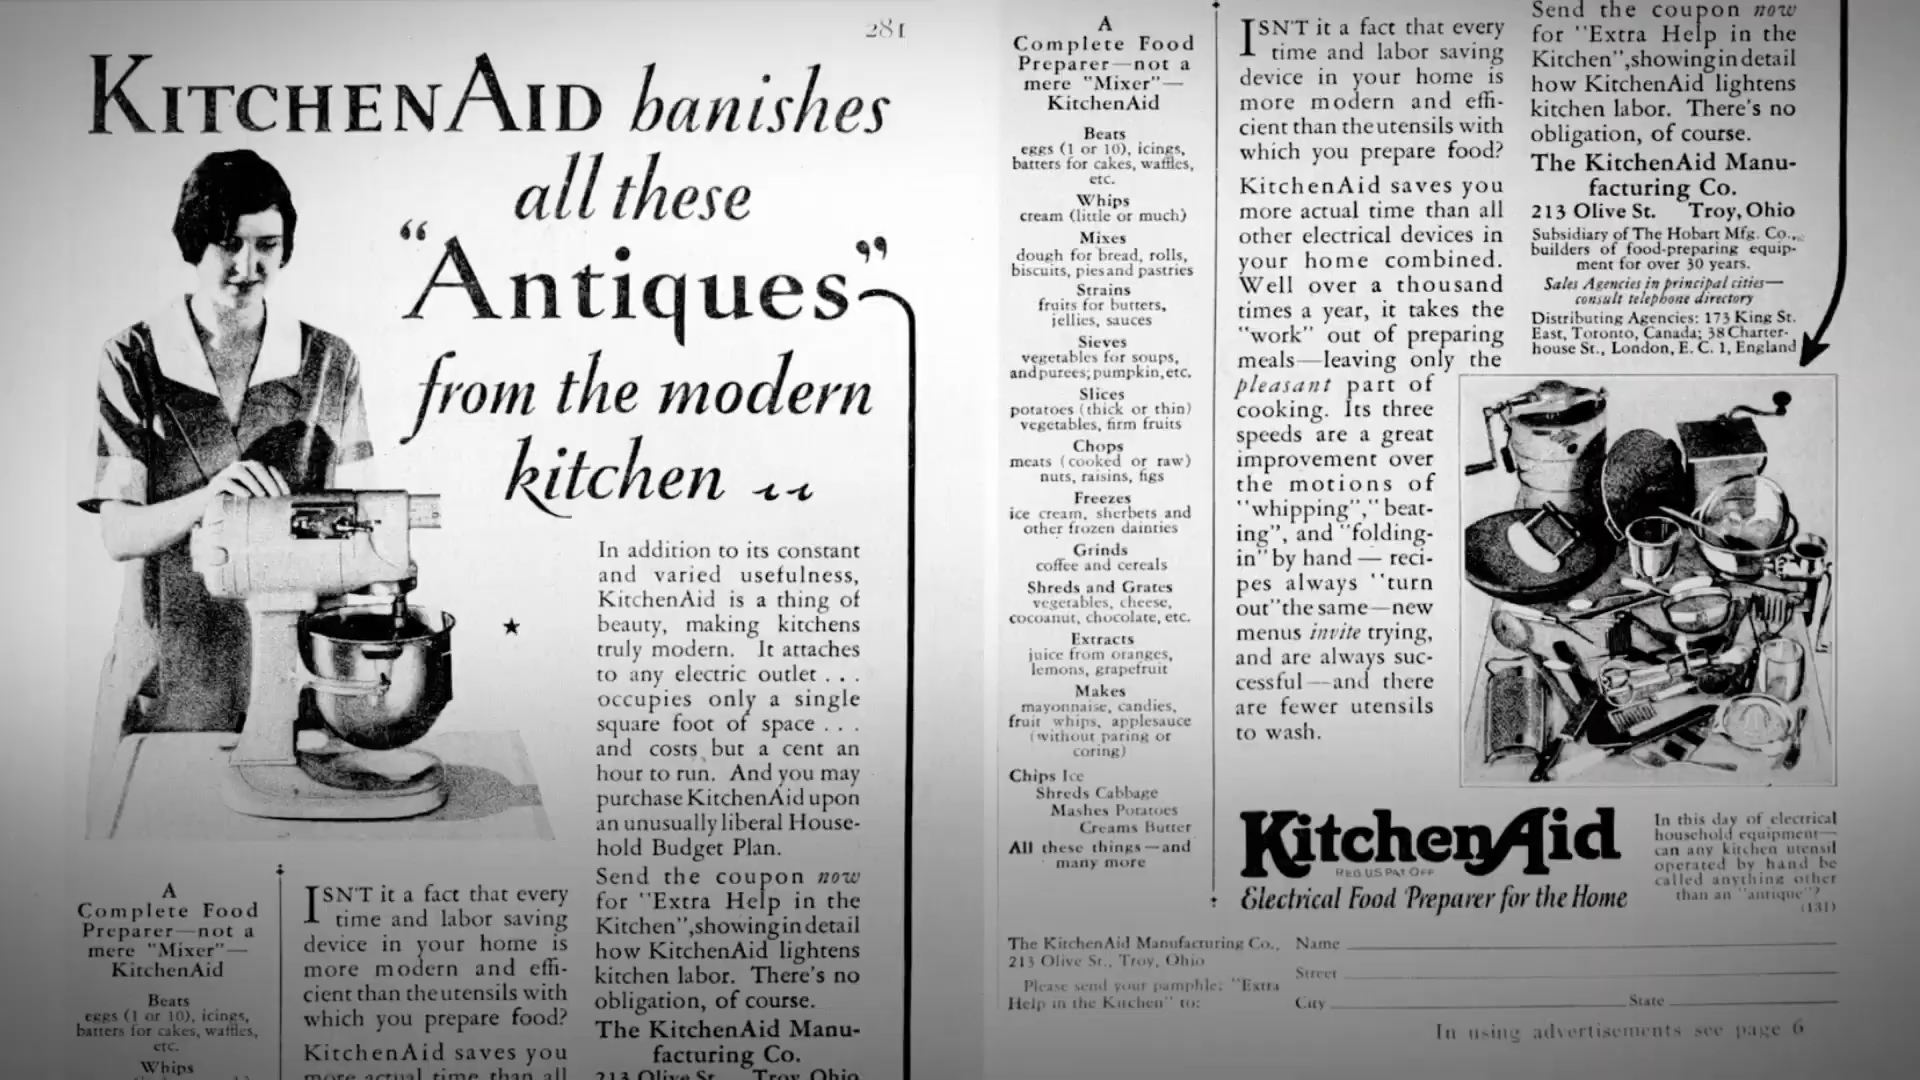 281
KITCHENAID banishes
all these
"Antiques"
from the modern
kitchen
In addition to its constant
and varied usefulness,
KitchenAid is a thing of
beauty, making kitchens
truly modern. It attaches
to any electric outlet . . .
occupies only a single
square foot of space . . .
and costs but a cent an
hour to run. And you may
purchase KitchenAid upon
an unusually liberal House-
hold Budget Plan.
Send the coupon now
for "Extra Help in the
Kitchen", showing in detail
how KitchenAid lightens
kitchen labor. There's no
obligation, of course.
The KitchenAid Manu-
facturing Co.
213 Olive St. Troy, Ohio
A
Complete Food
Preparer—not a
mere "Mixer"—
KitchenAid
Beats
eggs (1 or 10), icings,
batters for cakes, waffles,
etc.
Whips
ISN'T it a fact that every
time and labor saving
device in your home is
more modern and effi-
cient than the utensils with
which you prepare food?
KitchenAid saves you
more actual time than all
A
Complete Food
Preparer—not a
mere "Mixer"—
KitchenAid
Beats
eggs (1 or 10), icings,
batters for cakes, waffles,
etc.
Whips
cream (little or much)
Mixes
dough for bread, rolls,
biscuits, pies and pastries
Strains
fruits for butters,
jellies, sauces
Sieves
vegetables for soups,
and purees; pumpkin, etc.
Slices
potatoes (thick or thin)
vegetables, firm fruits
Chops
meats (cooked or raw)
nuts, raisins, figs
Freezes
ice cream, sherbets and
other frozen dainties
Grinds
coffee and cereals
Shreds and Grates
vegetables, cheese,
cocoanut, chocolate, etc.
Extracts
juice from oranges,
lemons, grapefruit
Makes
mayonnaise, candies,
fruit whips, applesauce
(without paring or
coring)
Chips Ice
Shreds Cabbage
Mashes Potatoes
Creams Butter
All these things—and
many more
ISN'T it a fact that every
time and labor saving
device in your home is
more modern and effi-
cient than the utensils with
which you prepare food?
KitchenAid saves you
more actual time than all
other electrical devices in
your home combined.
Well over a thousand
times a year, it takes the
"work" out of preparing
meals—leaving only the
pleasant part of
cooking. Its three
speeds are a great
improvement over
the motions of
"whipping", "beat-
ing", and "folding-
in" by hand — reci-
pes always "turn
out" the same—new
menus invite trying,
and are always suc-
cessful—and there
are fewer utensils
to wash.
Send the coupon now
for "Extra Help in the
Kitchen", showing in detail
how KitchenAid lightens
kitchen labor. There's no
obligation, of course.
The KitchenAid Manu-
facturing Co.
213 Olive St. Troy, Ohio
Subsidiary of The Hobart Mfg. Co.,
builders of food-preparing equip-
ment for over 30 years.
Sales Agencies in principal cities—
consult telephone directory
Distributing Agencies: 173 King St.
East, Toronto, Canada; 38 Charter-
house St., London, E. C. 1, England
KitchenAid
REG US PAT OFF
Electrical Food Preparer for the Home
In this day of electrical
household equipment—
can any kitchen utensil
operated by hand be
called anything other
than an "antique"?
(131)
The KitchenAid Manufacturing Co.,
213 Olive St., Troy, Ohio
Please send your pamphlet "Extra
Help in the Kitchen" to:
Name
Street
City State
In using advertisements see page 6